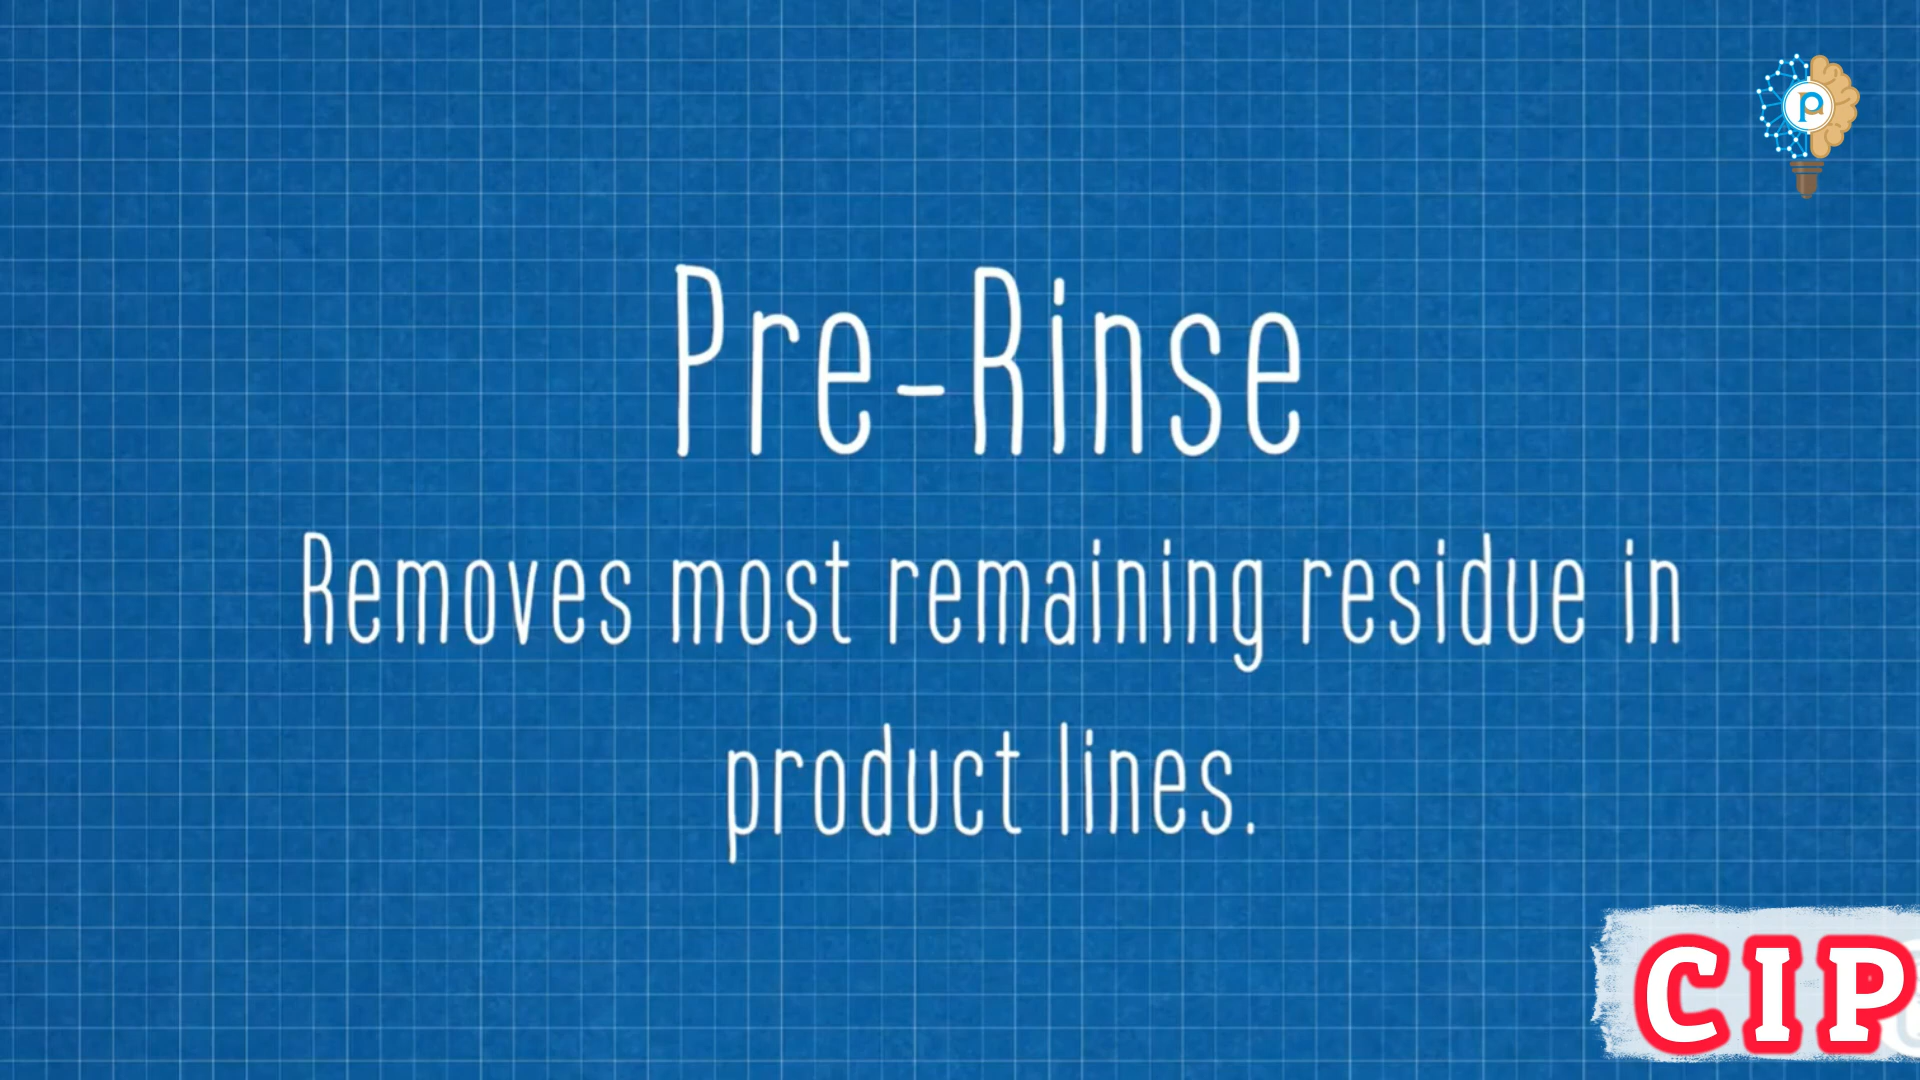 P
Pre-Rinse
Removes most remaining residue in
product lines.
CIP